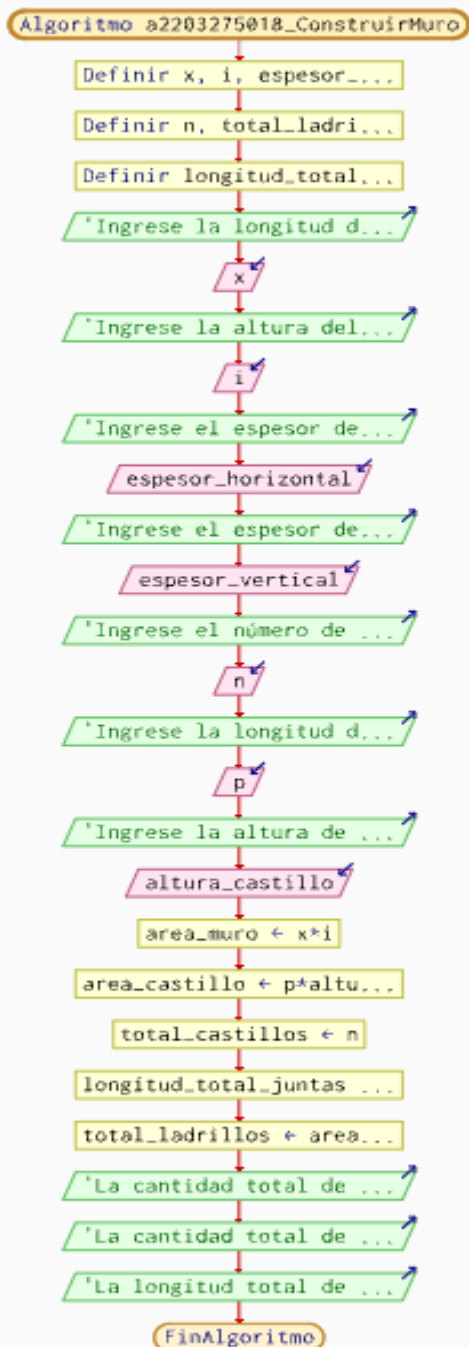 Algoritmo a2203275018_ConstruirMuro
Definir x, i, espesor_...
Definir n, total_ladri...
Definir longitud_total...
'Ingrese la longitud d...
x
'Ingrese la altura del...
i
'Ingrese el espesor de...
espesor_horizontal
'Ingrese el espesor de...
espesor_vertical
'Ingrese el número de ...
n
'Ingrese la longitud d...
p
'Ingrese la altura de ...
altura_castillo
area_muro ← x*i
area_castillo ← p*altu...
total_castillos ← n
longitud_total_juntas ...
total_ladrillos ← area...
'La cantidad total de ...
'La cantidad total de ...
'La longitud total de ...
FinAlgoritmo